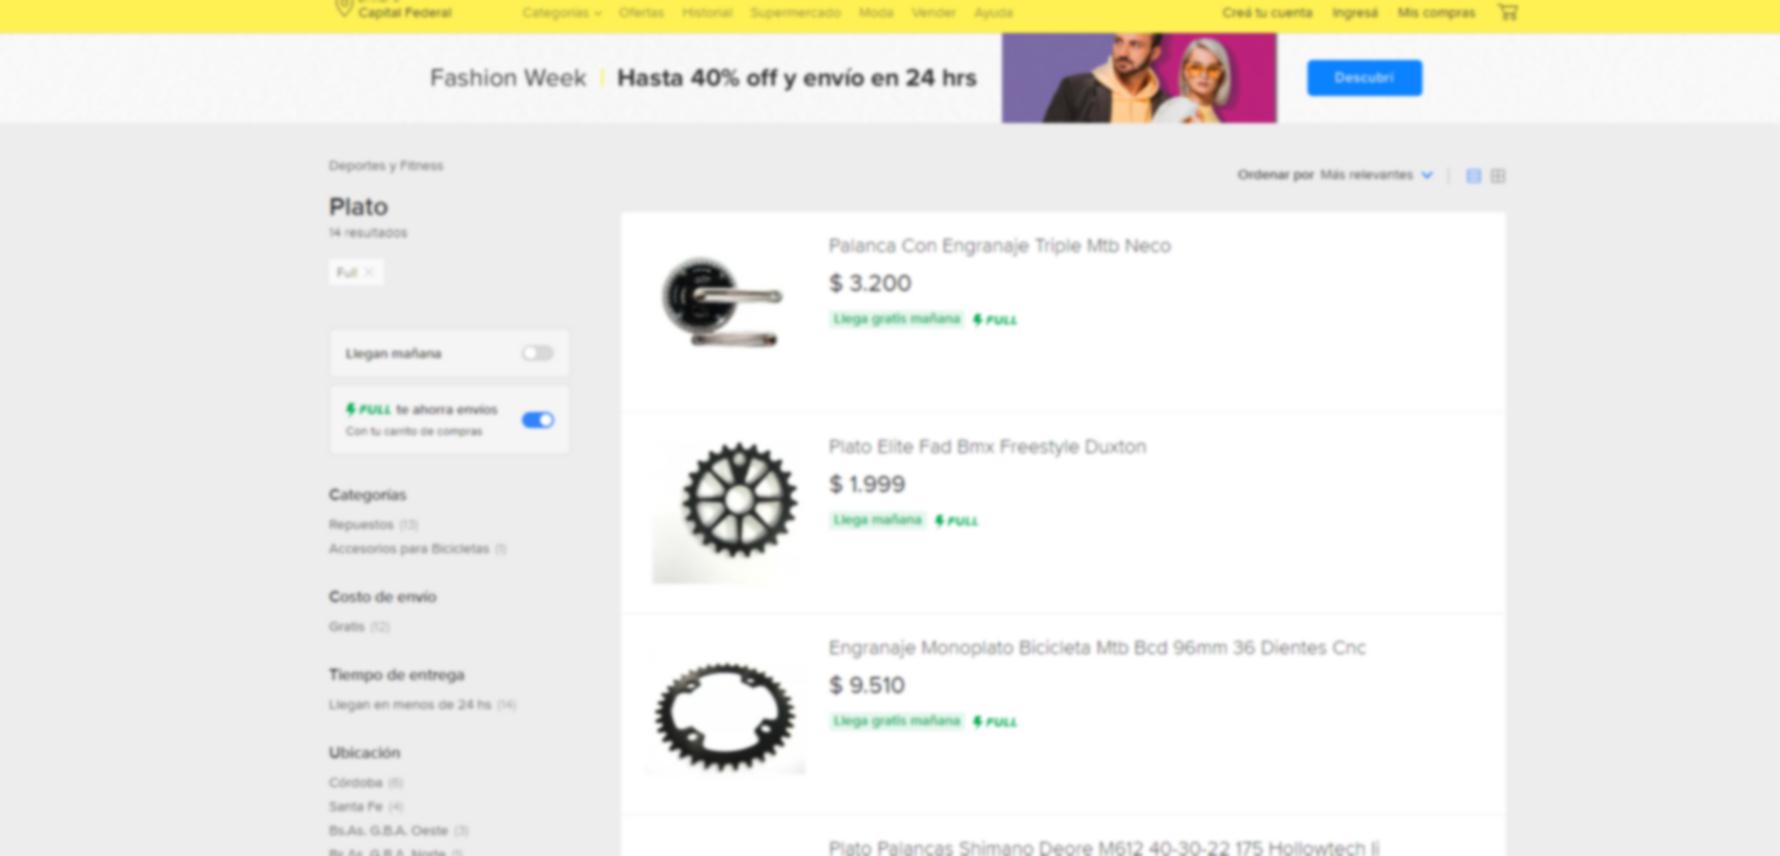 Capital Federal
Categorías Ofertas Historial Supermercado Moda Vender Ayuda
Creá tu cuenta Ingresá Mis compras
Fashion Week | Hasta 40% off y envío en 24 hrs
Descubrí
Deportes y Fitness
Ordenar por Más relevantes
Plato
14 resultados
Full
Llegan mañana
FULL te ahorra envíos
Con tu carrito de compras
Categorías
Repuestos (13)
Accesorios para Bicicletas (1)
Costo de envío
Gratis (12)
Tiempo de entrega
Llegan en menos de 24 hs (14)
Ubicación
Córdoba (6)
Santa Fe (4)
Bs.As. G.B.A. Oeste (3)
Bs.As. G.B.A. Norte
Palanca Con Engranaje Triple Mtb Neco
$ 3.200
Llega gratis mañana FULL
Plato Elite Fad Bmx Freestyle Duxton
$ 1.999
Llega mañana FULL
Engranaje Monoplato Bicicleta Mtb Bcd 96mm 36 Dientes Cnc
$ 9.510
Llega gratis mañana FULL
Plato Palancas Shimano Deore M612 40-30-22 175 Hollowtech Ii